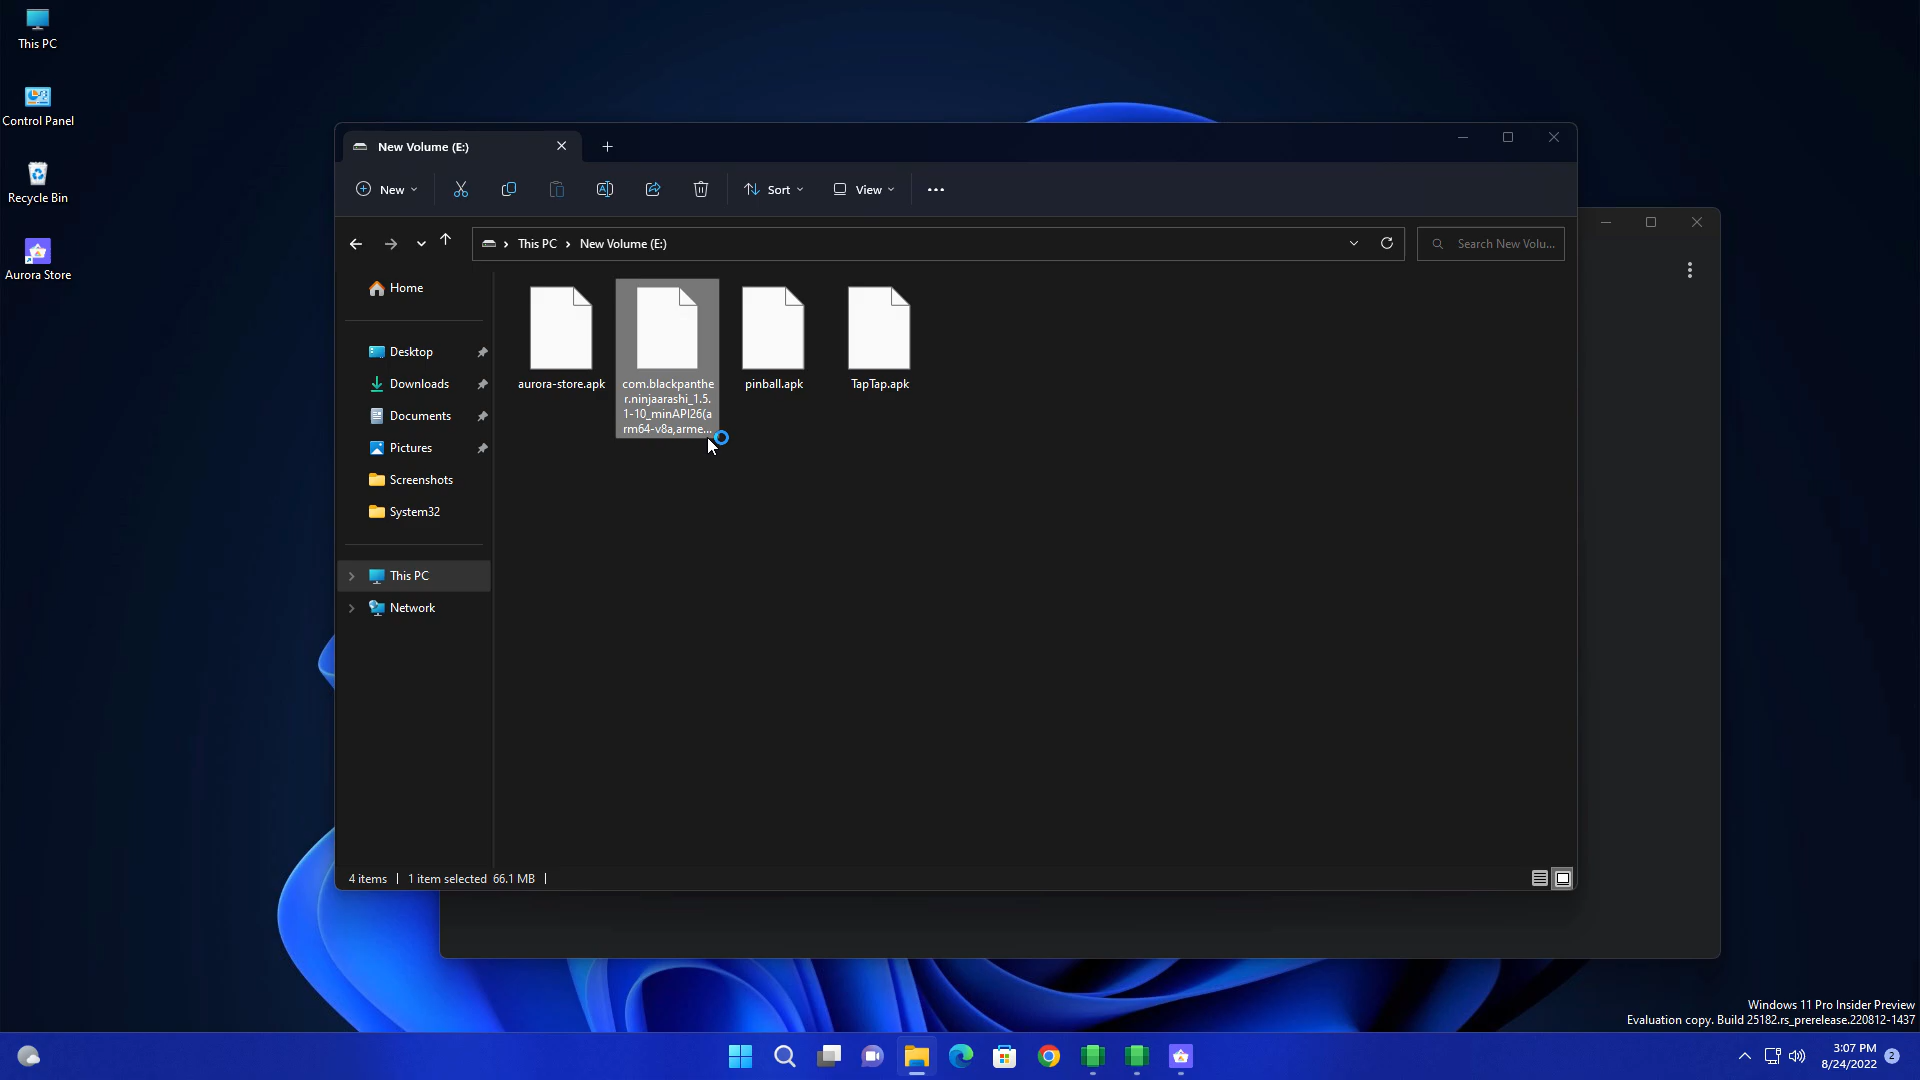 This PC
Control Panel
Recycle Bin
Aurora Store
New Volume (E:)
New
Sort
View
This PC
New Volume (E:)
Search New Volu...
Home
Desktop
Downloads
Documents
Pictures
Screenshots
System32
This PC
Network
aurora-store.apk
com.blackpanthe
r.ninjaarashi_1.5.
1-10_minAPI26(a
rm64-v8a,arme...
pinball.apk
TapTap.apk
4 items
1 item selected 66.1 MB
Windows 11 Pro Insider Preview
Evaluation copy. Build 25182.rs_prerelease.220812-1437
3:07 PM
8/24/2022
2